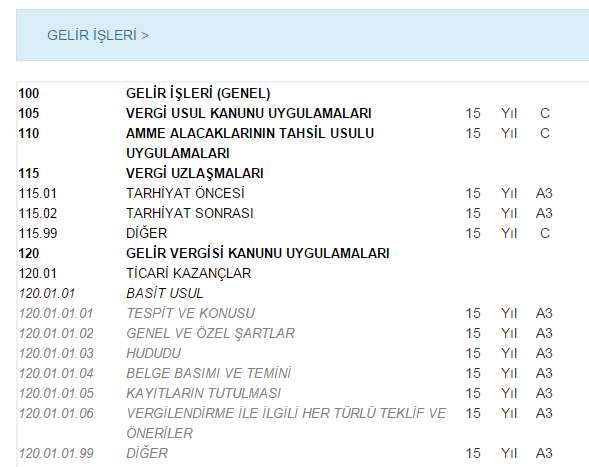 GELİR İŞLERİ >
100 GELİR İŞLERİ (GENEL)
105 VERGİ USUL KANUNU UYGULAMALARI 15 Yıl C
110 AMME ALACAKLARININ TAHSİL USULU 15 Yıl C
UYGULAMALARI
115 VERGİ UZLAŞMALARI
115.01 TARHİYAT ÖNCESİ 15 Yıl A3
115.02 TARHİYAT SONRASI 15 Yıl A3
115.99 DİĞER 15 Yıl C
120 GELİR VERGİSİ KANUNU UYGULAMALARI
120.01 TİCARİ KAZANÇLAR
120.01.01 BASİT USUL
120.01.01.01 TESPİT VE KONUSU 15 Yıl A3
120.01.01.02 GENEL VE ÖZEL ŞARTLAR 15 Yıl A3
120.01.01.03 HUDUDU 15 Yıl A3
120.01.01.04 BELGE BASIMI VE TEMİNİ 15 Yıl A3
120.01.01.05 KAYITLARIN TUTULMASI 15 Yıl A3
120.01.01.06 VERGİLENDİRME İLE İLGİLİ HER TÜRLÜ TEKLİF VE 15 Yıl A3
ÖNERİLER
120.01.01.99 DİĞER 15 Yıl A3